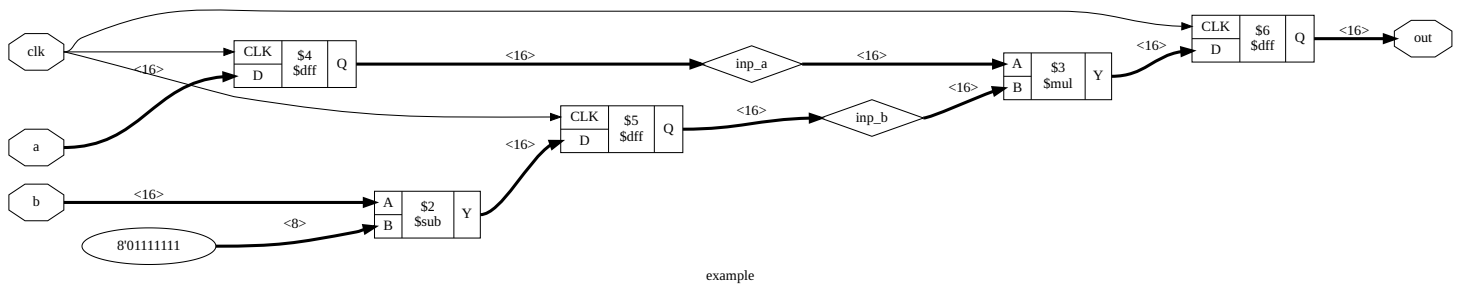 clk
<16>
CLK
D
$4
$dff
Q
<16>
inp_a
<16>
A
B
$3
$mul
Y
<16>
CLK
D
$6
$dff
Q
<16>
out
a
<16>
CLK
D
$5
$dff
Q
<16>
inp_b
<16>
b
<16>
A
B
$2
$sub
Y
<8>
8'01111111
example